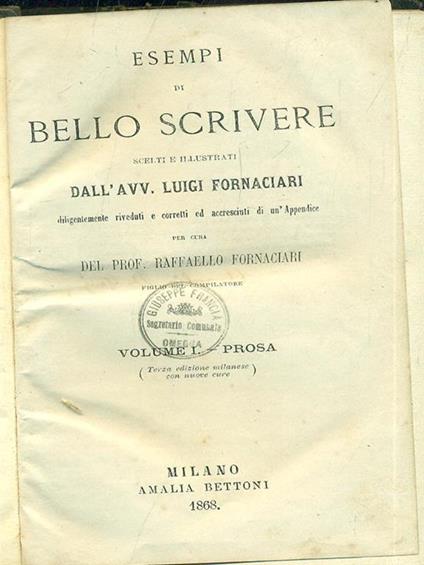 ESEMPI
DI
BELLO SCRIVERE
SCELTI E ILLUSTRATI
DALL'AVV. LUIGI FORNACIARI
diligentemente riveduti e corretti ed accresciuti di un'Appendice
PER CURA
DEL PROF. RAFFAELLO FORNACIARI
FIGLIO DEL COMPILATORE
GIUSEPPE FRANCIA
Segretario Comunale
OMEGNA
VOLUME I. — PROSA
(Terza edizione milanese
con nuove cure)
MILANO
AMALIA BETTONI
1868.